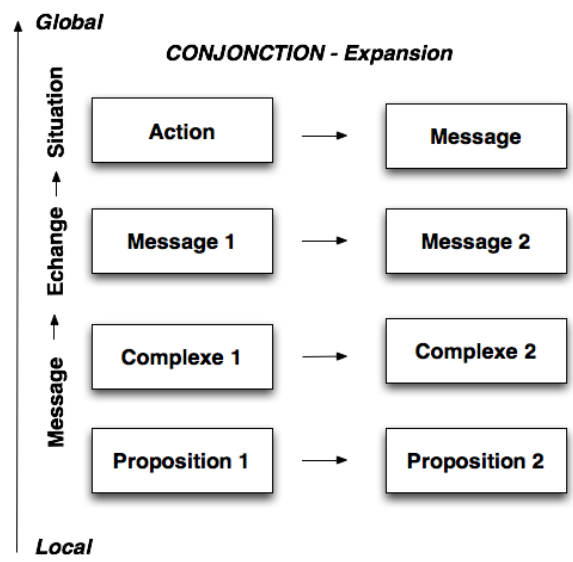 Global
CONJONCTION - Expansion
Situation
Action
Message
Echange
Message 1
Message 2
Message
Complexe 1
Complexe 2
Proposition 1
Proposition 2
Local